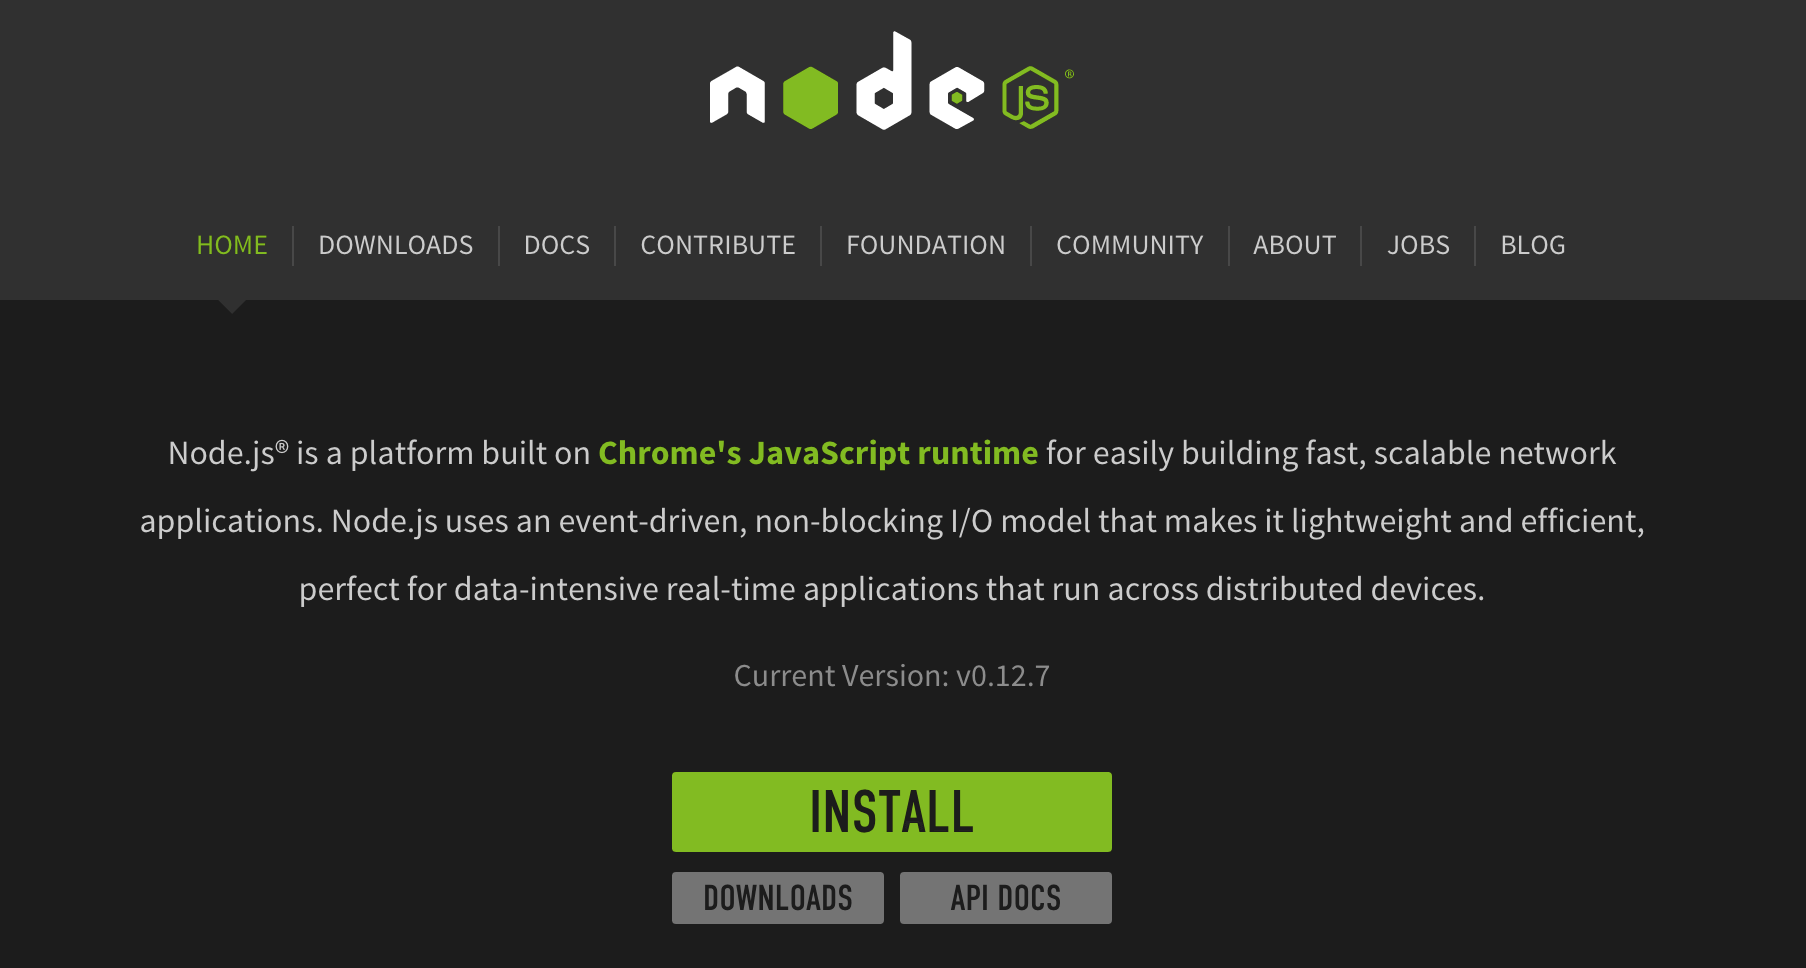 node JS ®
HOME DOWNLOADS DOCS CONTRIBUTE FOUNDATION COMMUNITY ABOUT JOBS BLOG
Node.js® is a platform built on Chrome's JavaScript runtime for easily building fast, scalable network
applications. Node.js uses an event-driven, non-blocking I/O model that makes it lightweight and efficient,
perfect for data-intensive real-time applications that run across distributed devices.
Current Version: v0.12.7
INSTALL
DOWNLOADS API DOCS